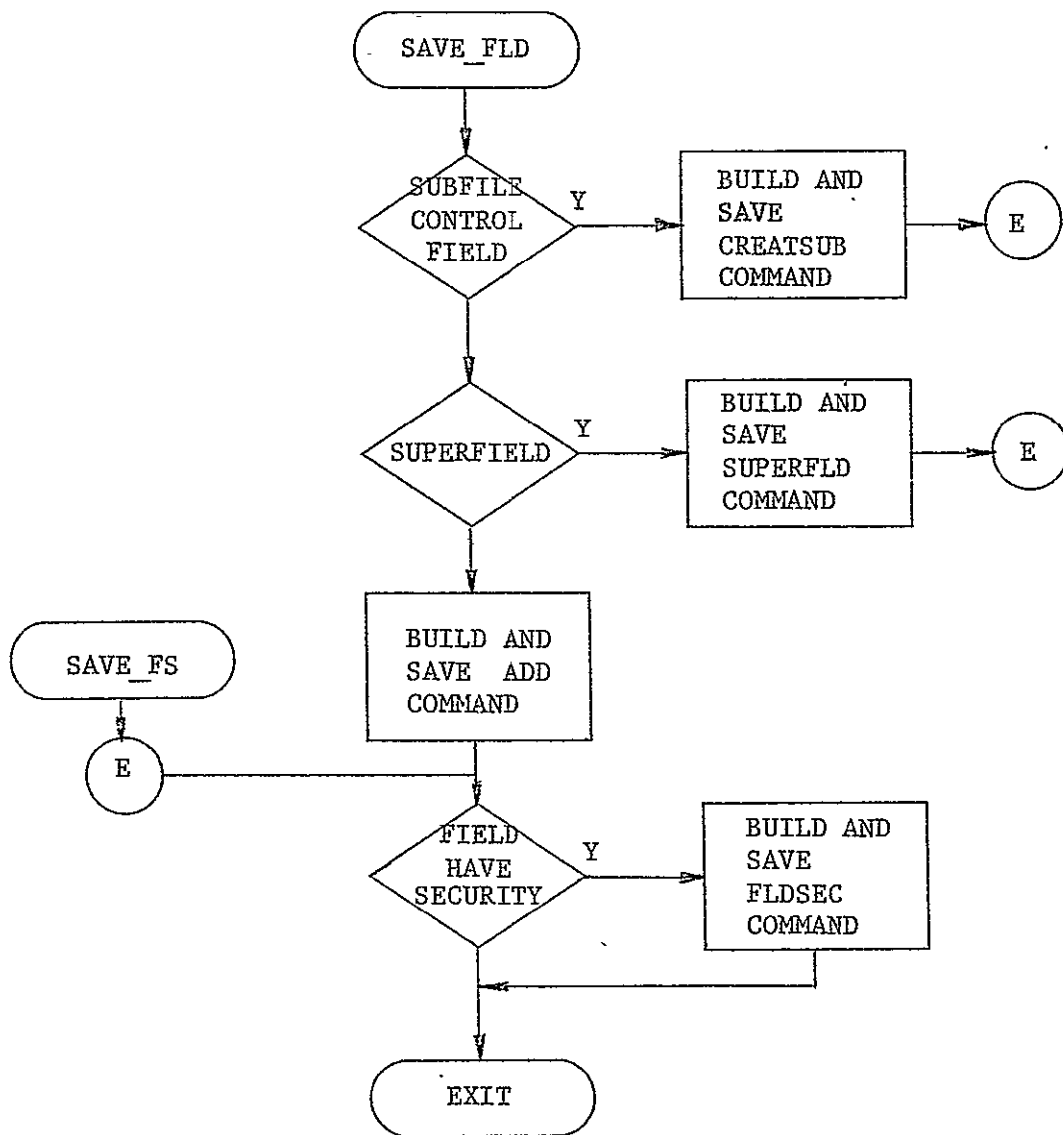 SAVE_FLD
SUBFILE
CONTROL
FIELD
Y
BUILD AND
SAVE
CREATSUB
COMMAND
E
SUPERFIELD
Y
BUILD AND
SAVE
SUPERFLD
COMMAND
E
BUILD AND
SAVE ADD
COMMAND
SAVE_FS
E
FIELD
HAVE
SECURITY
Y
BUILD AND
SAVE
FLDSEC
COMMAND
EXIT